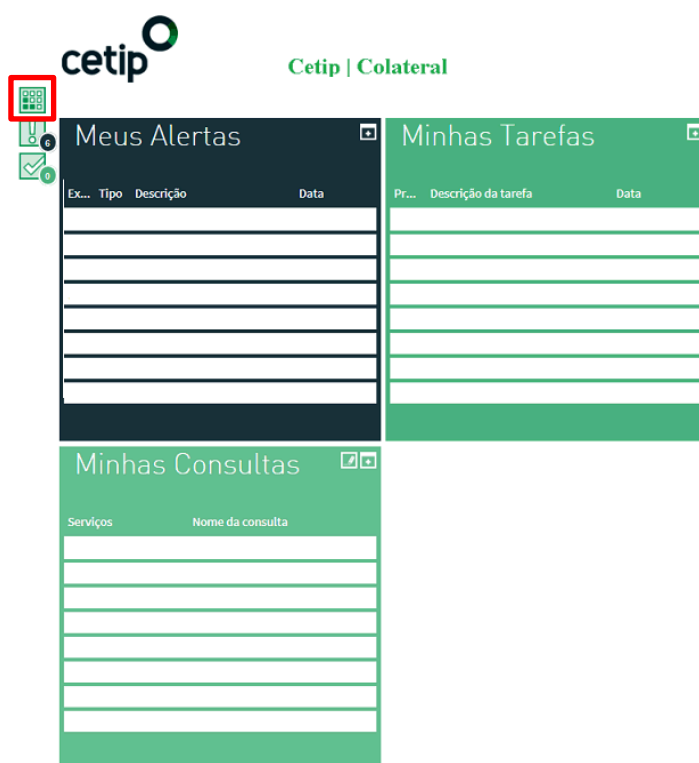 cetip
Cetip | Colateral
6
0
Meus Alertas
Ex... Tipo Descrição Data
Minhas Tarefas
Pr... Descrição da tarefa Data
Minhas Consultas
Serviços Nome da consulta